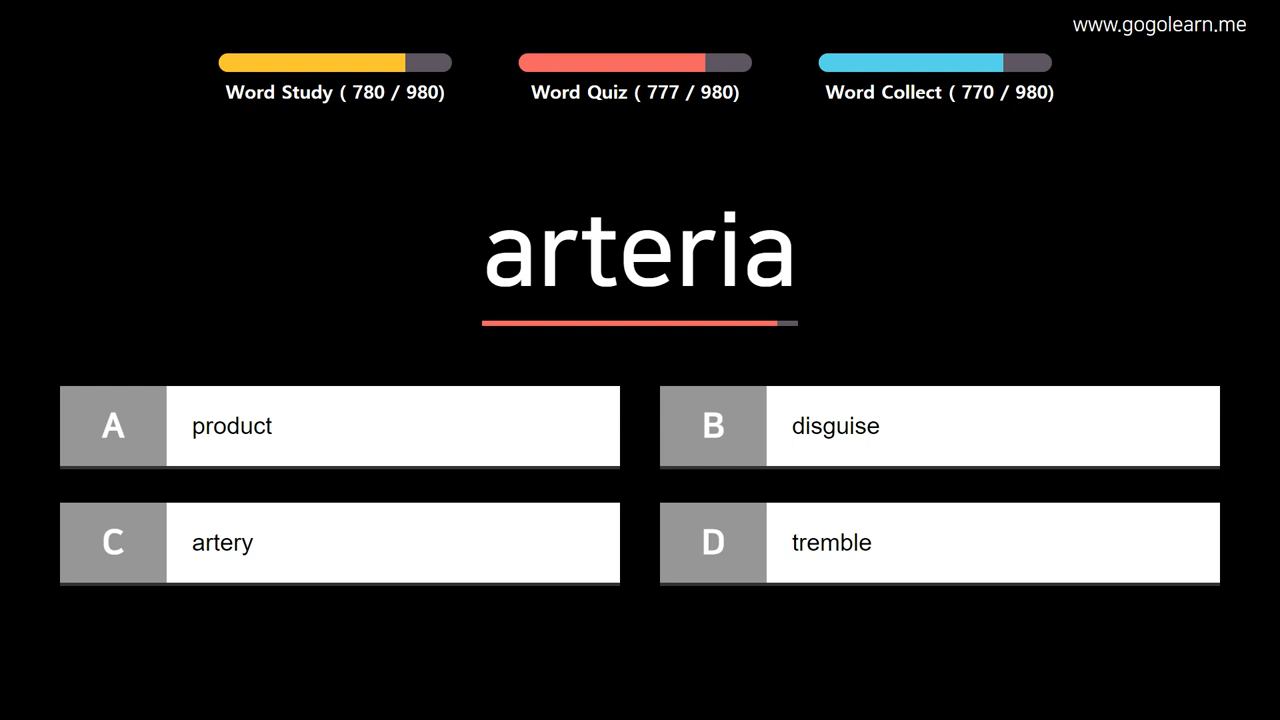 www.gogolearn.me
Word Study ( 780 / 980)
Word Quiz ( 777 / 980)
Word Collect ( 770 / 980)
arteria
A product
B disguise
C artery
D tremble